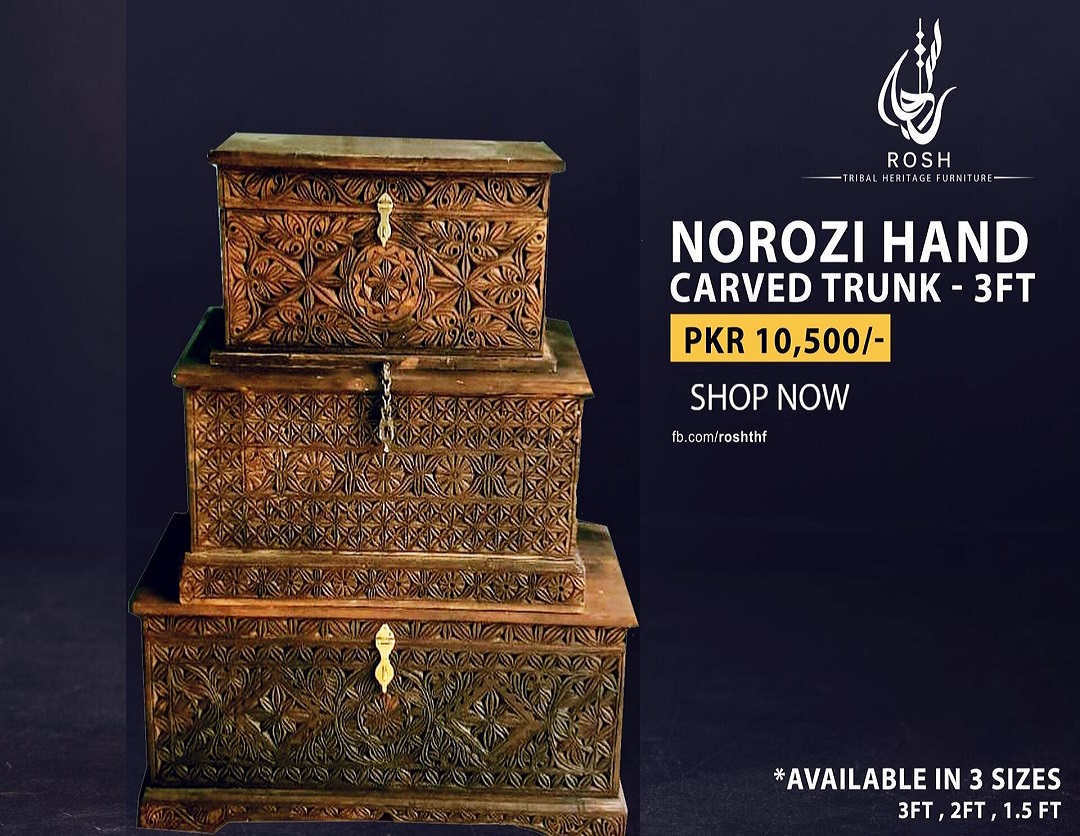 ROSH
TRIBAL HERITAGE FURNITURE
NOROZI HAND
CARVED TRUNK - 3FT
PKR 10,500/-
SHOP NOW
fb.com/roshthf
*AVAILABLE IN 3 SIZES
3FT , 2FT , 1.5 FT